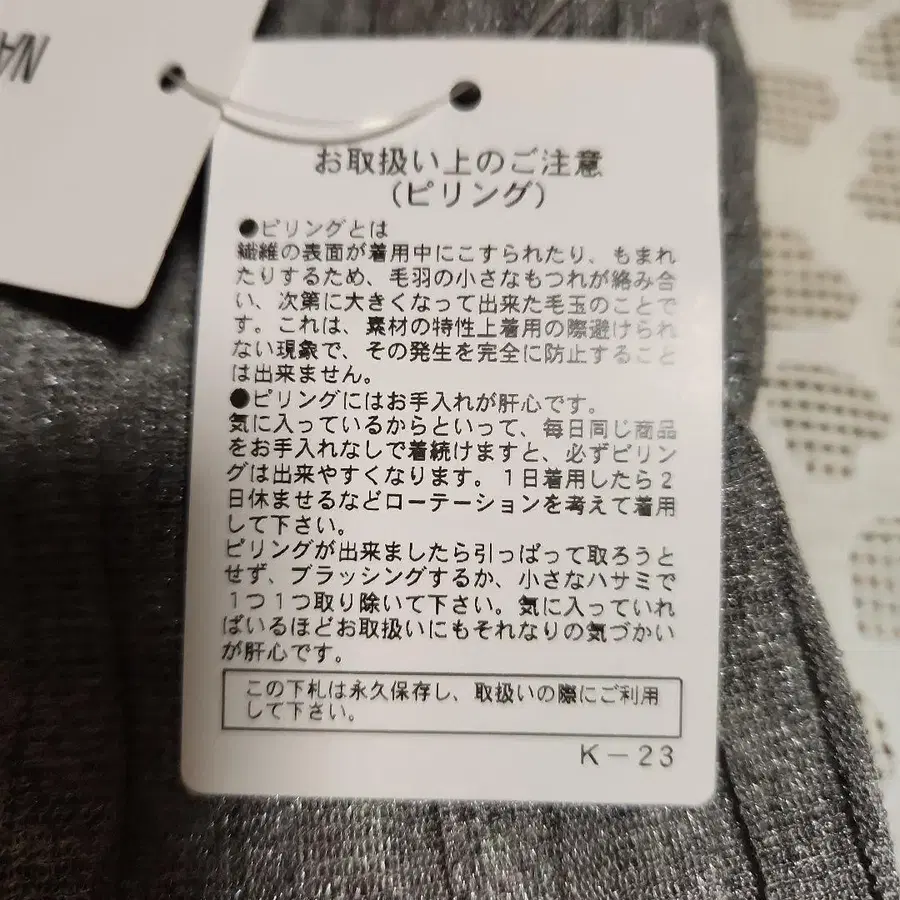 NA
お取扱い上のご注意
(ピリング)
●ピリングとは
繊維の表面が着用中にこすられたり、もまれ
たりするため、毛羽の小さなもつれが絡み合
い、次第に大きくなって出来た毛玉のことで
す。これは、素材の特性上着用の際避けられ
ない現象で、その発生を完全に防止すること
は出来ません。
●ピリングにはお手入れが肝心です。
気に入っているからといって、毎日同じ商品
をお手入れなしで着続けますと、必ずピリン
グは出来やすくなります。1日着用したら2
日休ませるなどローテーションを考えて着用
して下さい。
ピリングが出来ましたら引っぱって取ろうと
せず、ブラッシングするか、小さなハサミで
1つ1つ取り除いて下さい。気に入っていれ
ばいるほどお取扱いにもそれなりの気づかい
が肝心です。
この下札は永久保存し、取扱いの際にご利用
して下さい。
K-23